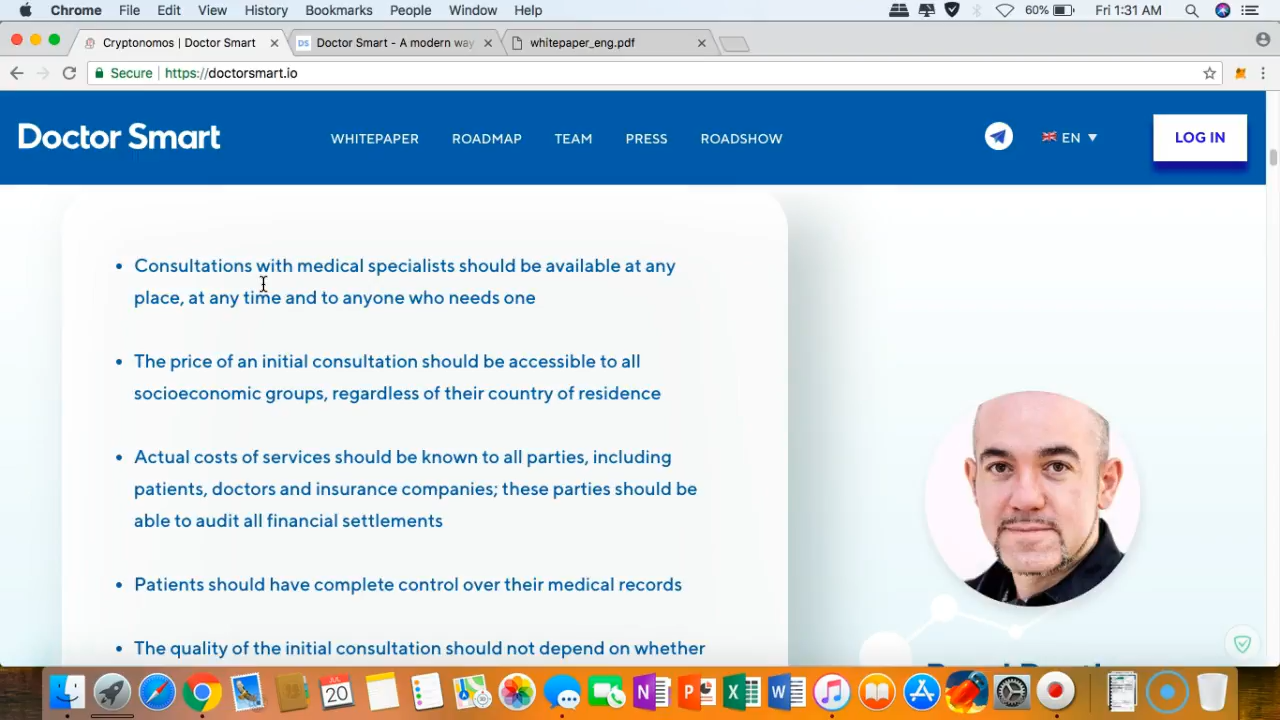 Chrome File Edit View History Bookmarks People Window Help 60% Fri 1:31 AM
Cryptonomos | Doctor Smart
DS Doctor Smart - A modern way
whitepaper_eng.pdf
Secure https://doctorsmart.io
Doctor Smart WHITEPAPER ROADMAP TEAM PRESS ROADSHOW EN LOG IN
• Consultations with medical specialists should be available at any
place, at any time and to anyone who needs one
• The price of an initial consultation should be accessible to all
socioeconomic groups, regardless of their country of residence
• Actual costs of services should be known to all parties, including
patients, doctors and insurance companies; these parties should be
able to audit all financial settlements
• Patients should have complete control over their medical records
• The quality of the initial consultation should not depend on whether
JUL
20
N P X W